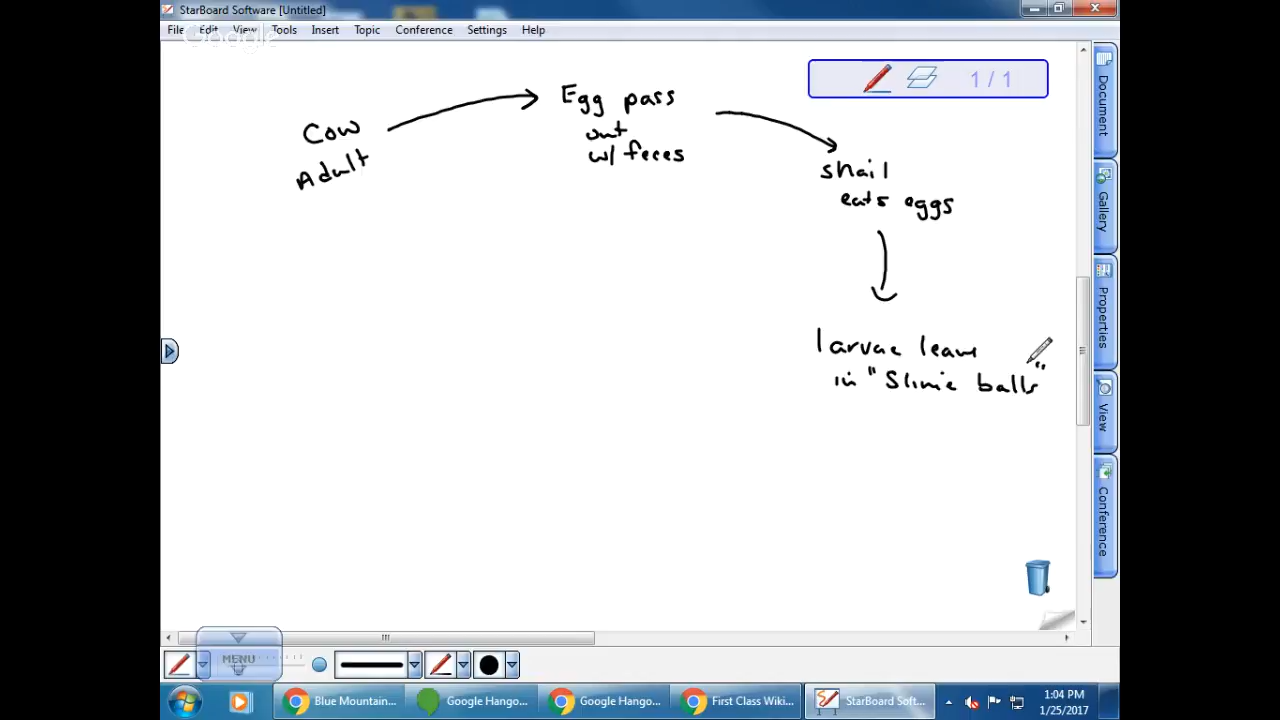 StarBoard Software [Untitled]
File Edit View Tools Insert Topic Conference Settings Help
Google
1 / 1
Document
Gallery
Properties
View
Conference
Cow
Adult
Egg pass
out
w/ feces
snail
eats eggs
larvae leave
in "Slime balls"
MENU
Blue Mountain...
Google Hango...
Google Hango...
First Class Wiki...
StarBoard Soft...
1:04 PM
1/25/2017